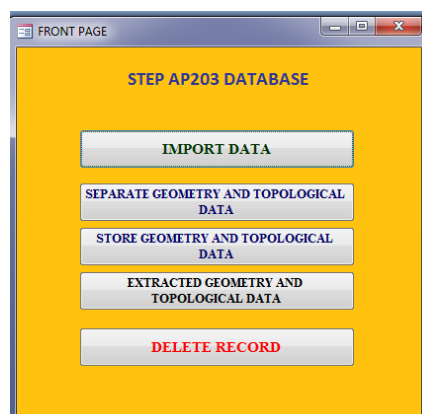 FRONT PAGE
STEP AP203 DATABASE
IMPORT DATA
SEPARATE GEOMETRY AND TOPOLOGICAL
DATA
STORE GEOMETRY AND TOPOLOGICAL
DATA
EXTRACTED GEOMETRY AND
TOPOLOGICAL DATA
DELETE RECORD